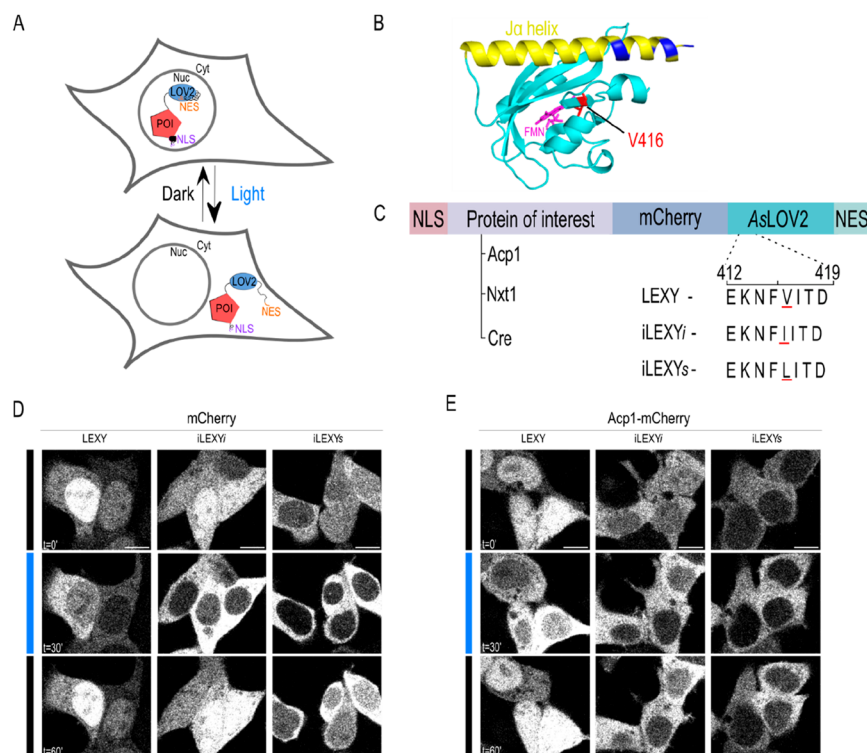 A
Nuc
Cyt
LOV2
NES
POI
NLS
Dark
Light
Nuc
Cyt
LOV2
POI
NES
NLS
B
Jα helix
FMN
V416
C
NLS
Protein of interest
mCherry
AsLOV2
NES
412
419
Acp1
Nxt1
Cre
LEXY -
E K N F V I T D
iLEXYi -
E K N F I I T D
iLEXYs -
E K N F L I T D
D
mCherry
LEXY
iLEXYi
iLEXYs
t=0'
t=30'
t=60'
E
Acp1-mCherry
LEXY
iLEXYi
iLEXYs
t=0'
t=30'
t=60'